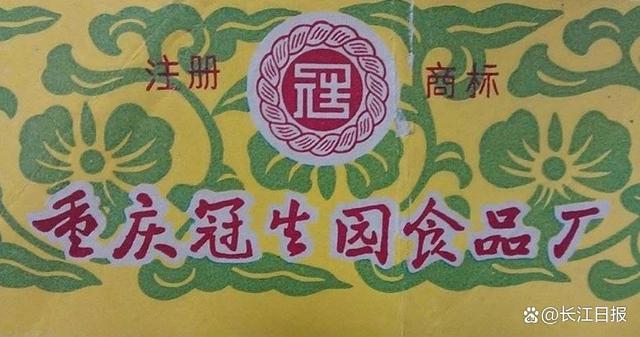 注册 商标
冠
重庆冠生园食品厂
@长江日报